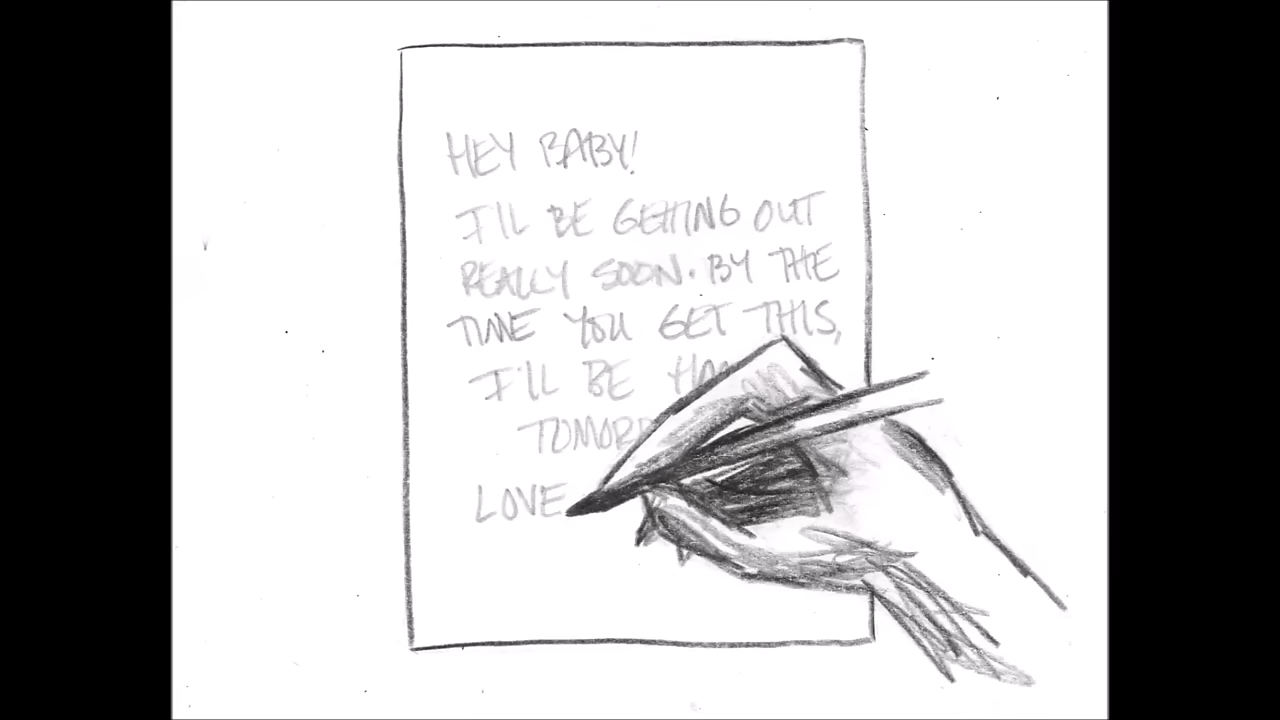 HEY BABY!
I'LL BE GETTING OUT
REALLY SOON. BY THE
TIME YOU GET THIS,
I'LL BE
LOVE